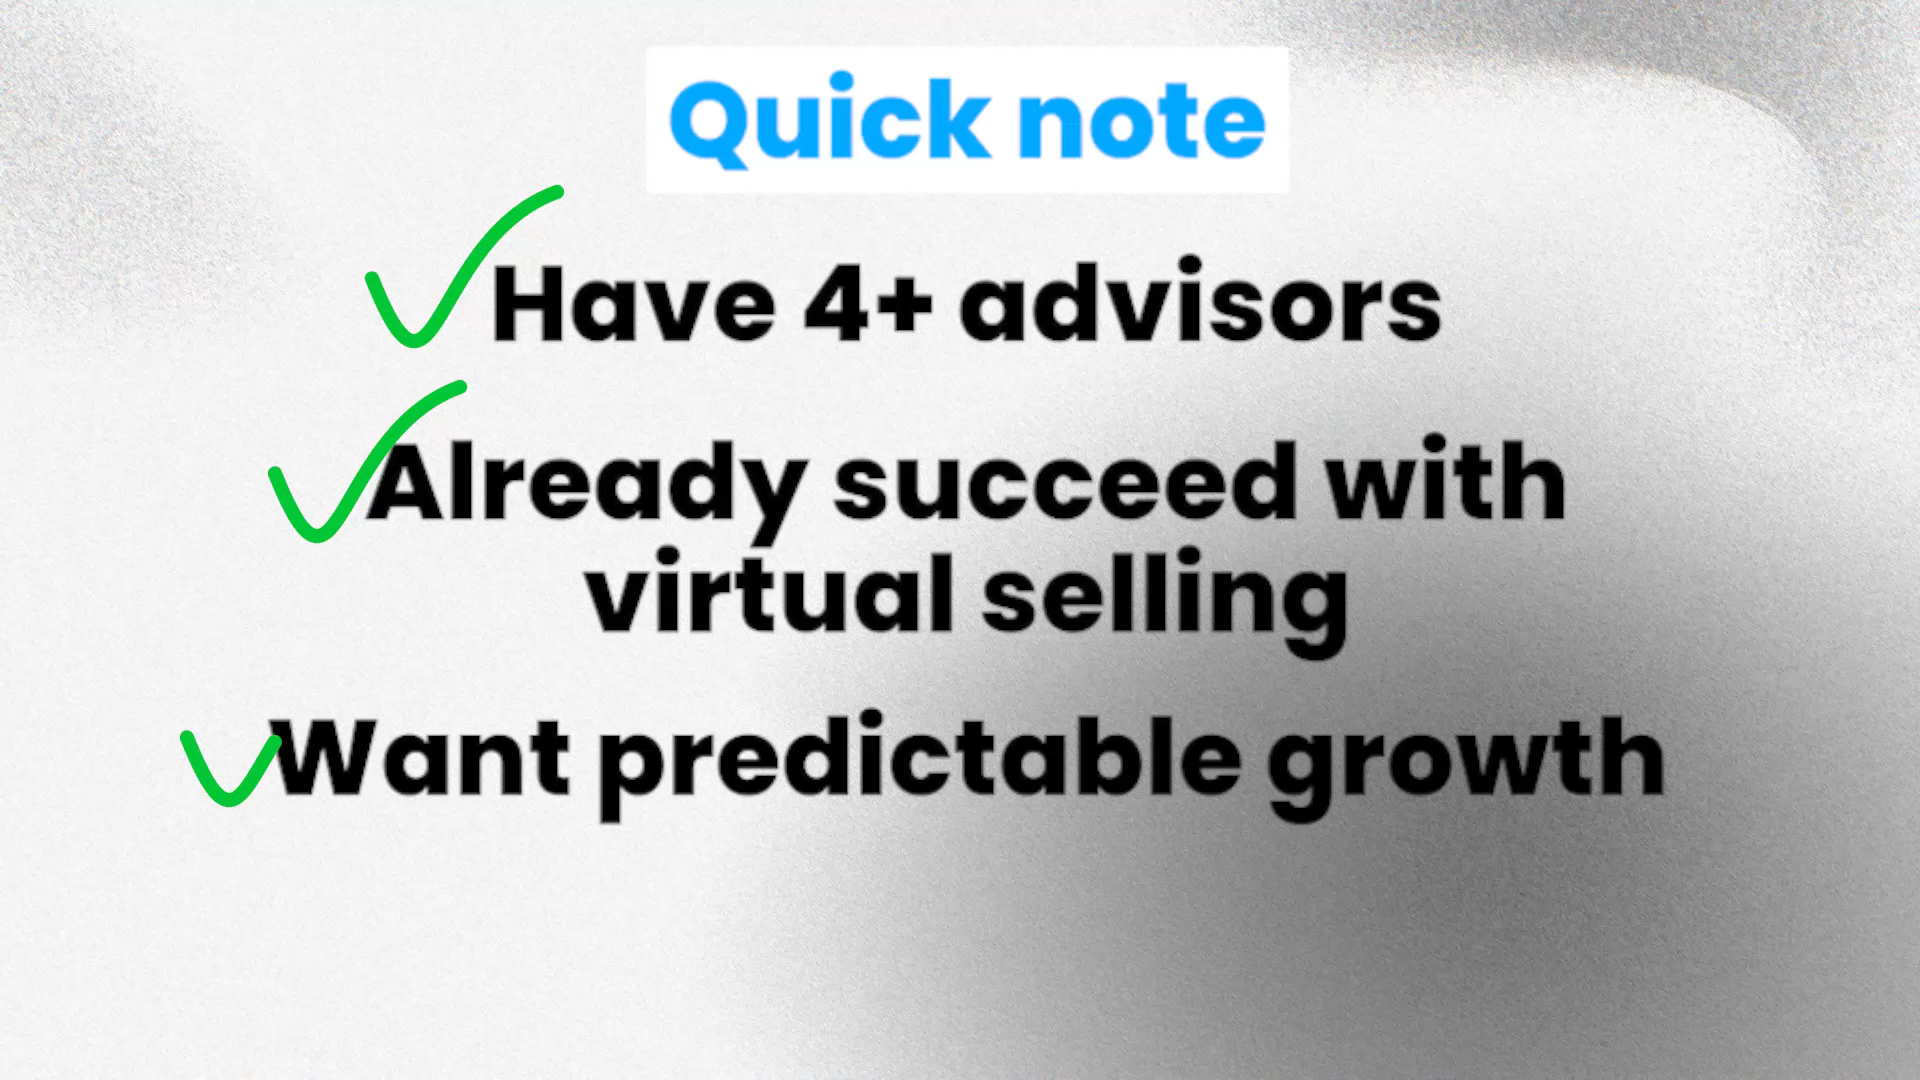 Quick note
Have 4+ advisors
Already succeed with
virtual selling
Want predictable growth